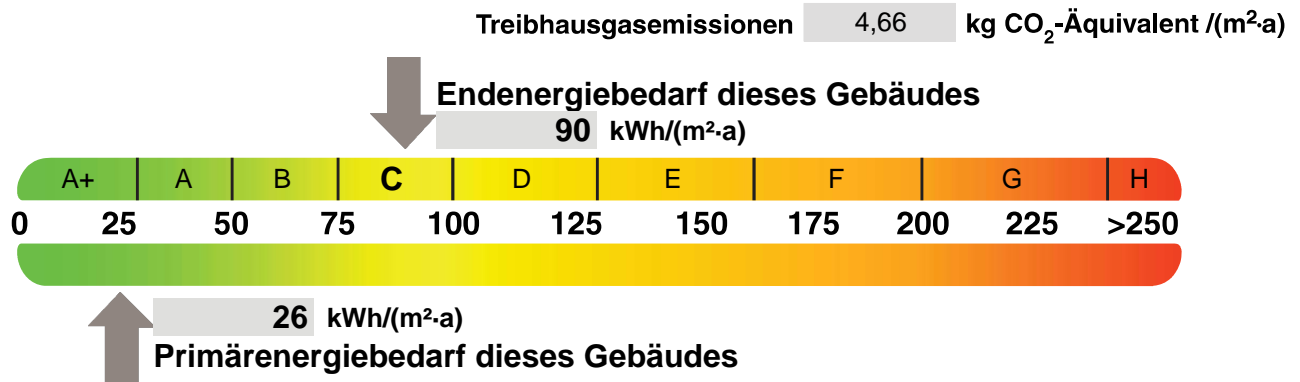 Treibhausgasemissionen 4,66 kg CO₂-Äquivalent /(m²·a)
Endenergiebedarf dieses Gebäudes
90 kWh/(m²·a)
A+ A B C D E F G H
0 25 50 75 100 125 150 175 200 225 >250
26 kWh/(m²·a)
Primärenergiebedarf dieses Gebäudes